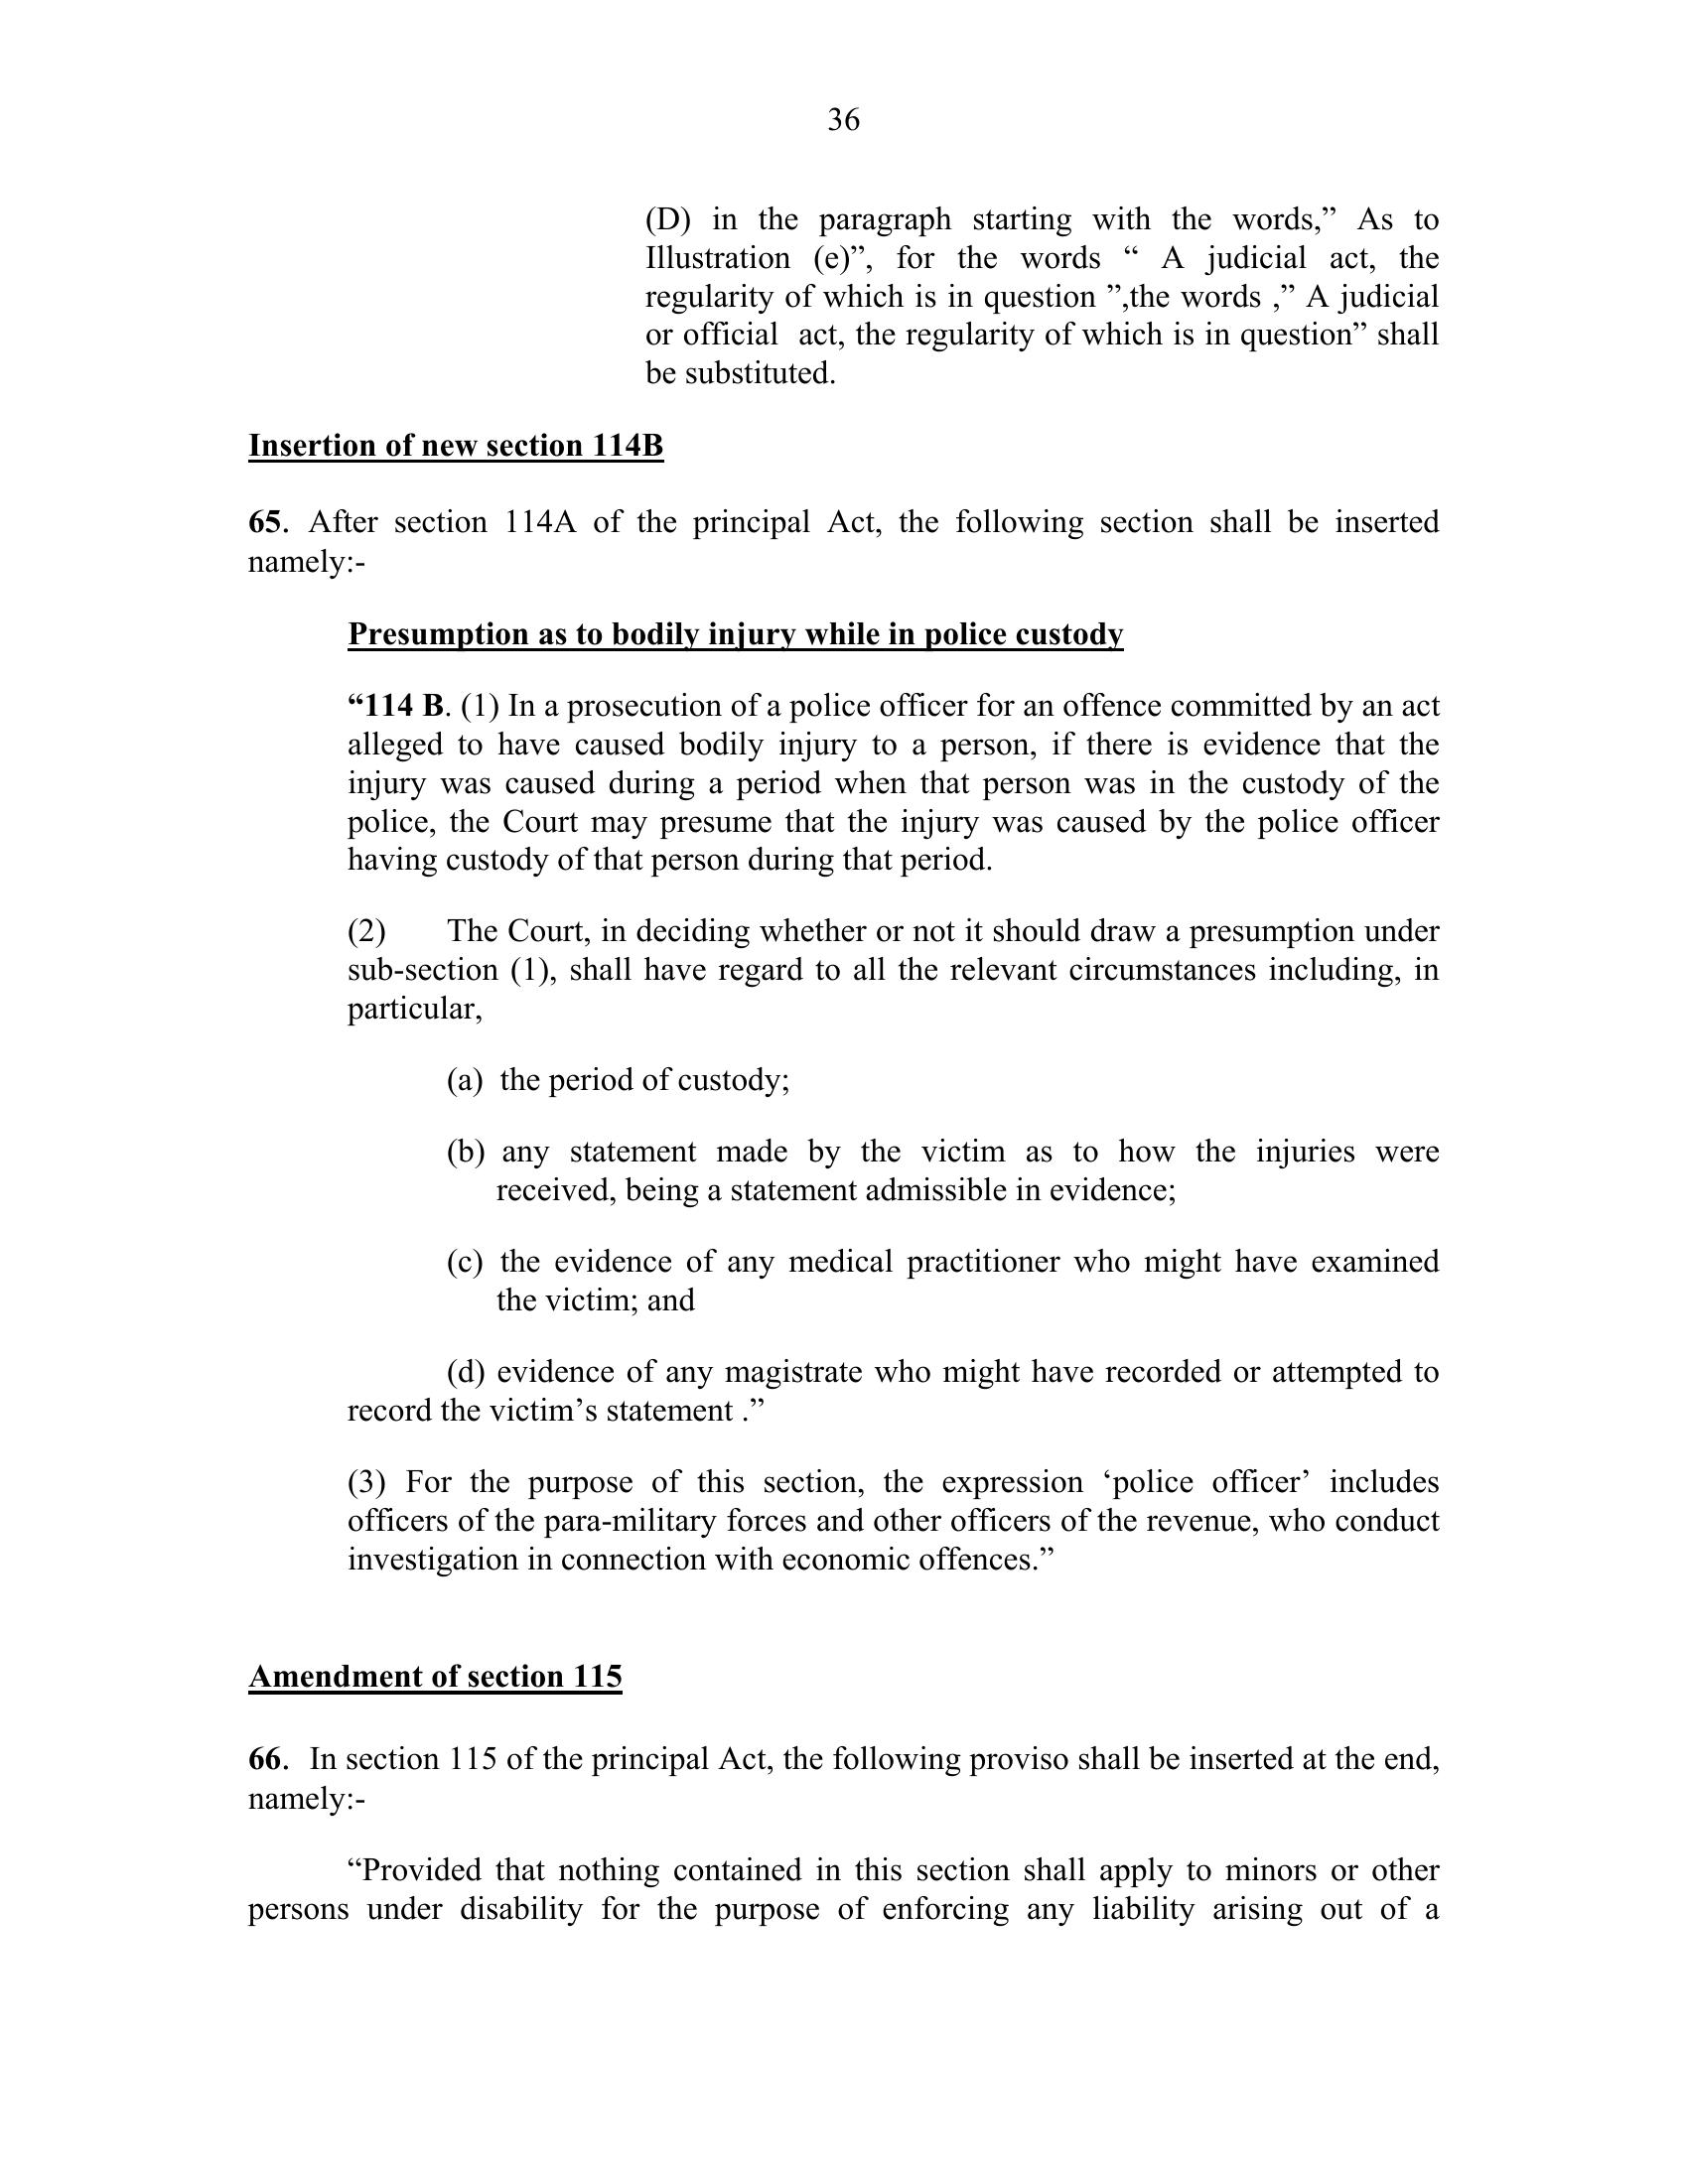 36
(D) in the paragraph starting with the words,” As to
Illustration (e)”, for the words “ A judicial act, the
regularity of which is in question ”,the words ,” A judicial
or official act, the regularity of which is in question” shall
be substituted.
Insertion of new section 114B
65. After section 114A of the principal Act, the following section shall be inserted
namely:-
Presumption as to bodily injury while in police custody
“114 B. (1) In a prosecution of a police officer for an offence committed by an act
alleged to have caused bodily injury to a person, if there is evidence that the
injury was caused during a period when that person was in the custody of the
police, the Court may presume that the injury was caused by the police officer
having custody of that person during that period.
(2) The Court, in deciding whether or not it should draw a presumption under
sub-section (1), shall have regard to all the relevant circumstances including, in
particular,
(a) the period of custody;
(b) any statement made by the victim as to how the injuries were
received, being a statement admissible in evidence;
(c) the evidence of any medical practitioner who might have examined
the victim; and
(d) evidence of any magistrate who might have recorded or attempted to
record the victim’s statement .”
(3) For the purpose of this section, the expression ‘police officer’ includes
officers of the para-military forces and other officers of the revenue, who conduct
investigation in connection with economic offences.”
Amendment of section 115
66. In section 115 of the principal Act, the following proviso shall be inserted at the end,
namely:-
“Provided that nothing contained in this section shall apply to minors or other
persons under disability for the purpose of enforcing any liability arising out of a